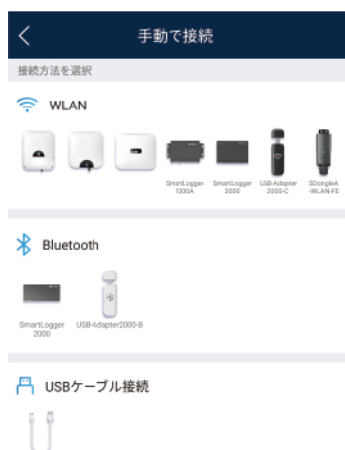 手動で接続
接続方法を選択
WLAN
SmartLogger
1000A
SmartLogger
3000
USB-Adapter
2000-C
SDongleA
-WLAN-FE
Bluetooth
SmartLogger
2000
USB-Adapter2000-B
USBケーブル接続